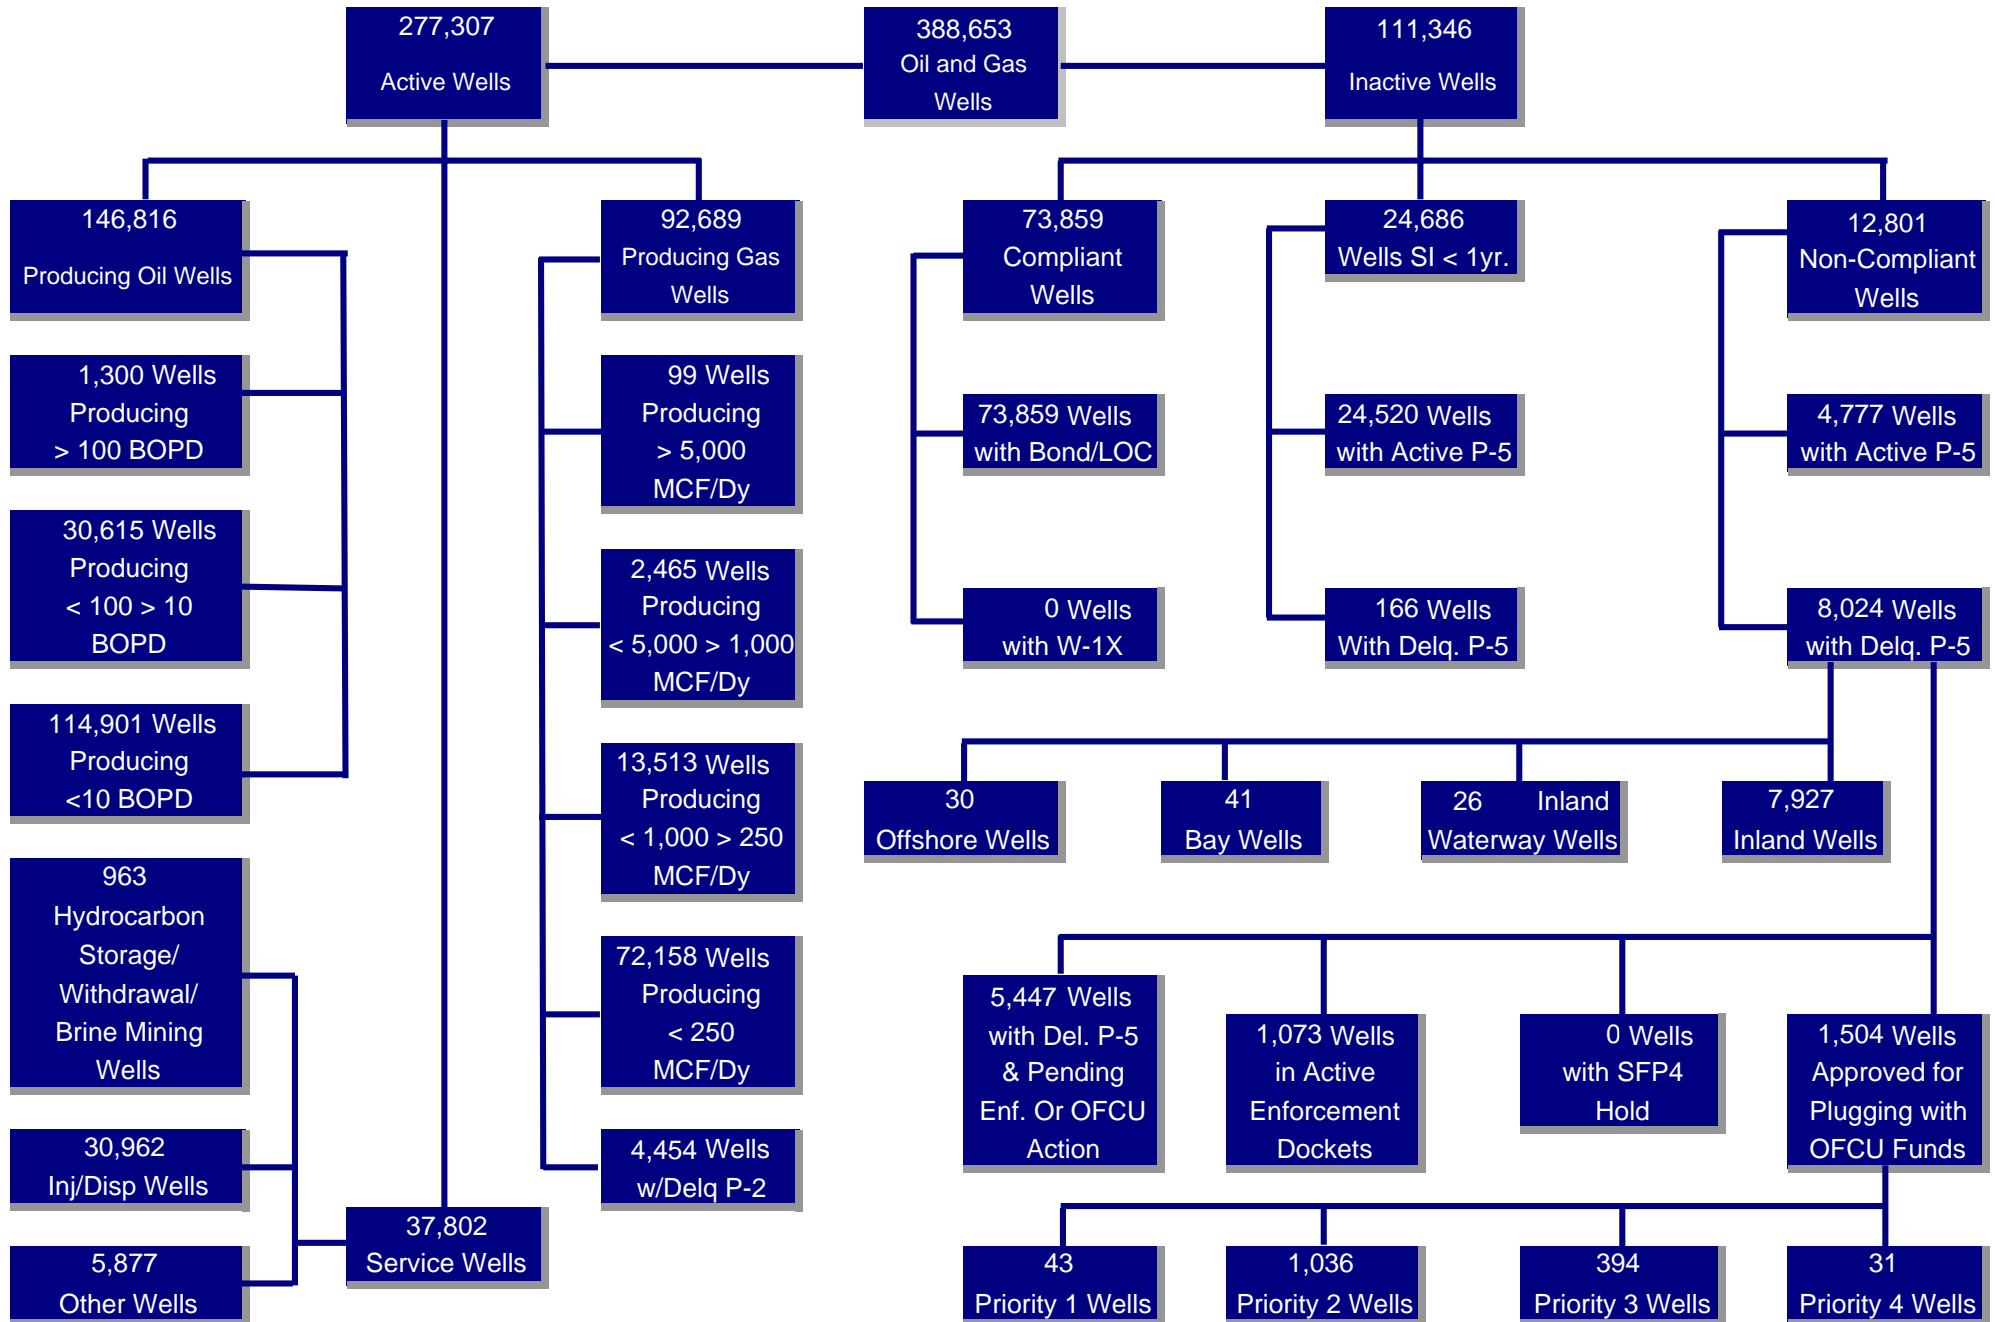 277,307
Active Wells
388,653
Oil and Gas
Wells
111,346
Inactive Wells
146,816
Producing Oil Wells
92,689
Producing Gas
Wells
73,859
Compliant
Wells
24,686
Wells SI < 1yr.
12,801
Non-Compliant
Wells
1,300 Wells
Producing
> 100 BOPD
99 Wells
Producing
> 5,000
MCF/Dy
73,859 Wells
with Bond/LOC
24,520 Wells
with Active P-5
4,777 Wells
with Active P-5
30,615 Wells
Producing
< 100 > 10
BOPD
2,465 Wells
Producing
< 5,000 > 1,000
MCF/Dy
0 Wells
with W-1X
166 Wells
With Delq. P-5
8,024 Wells
with Delq. P-5
114,901 Wells
Producing
<10 BOPD
13,513 Wells
Producing
< 1,000 > 250
MCF/Dy
30
Offshore Wells
41
Bay Wells
26 Inland
Waterway Wells
7,927
Inland Wells
963
Hydrocarbon
Storage/
Withdrawal/
Brine Mining
Wells
72,158 Wells
Producing
< 250
MCF/Dy
5,447 Wells
with Del. P-5
& Pending
Enf. Or OFCU
Action
1,073 Wells
in Active
Enforcement
Dockets
0 Wells
with SFP4
Hold
1,504 Wells
Approved for
Plugging with
OFCU Funds
30,962
Inj/Disp Wells
4,454 Wells
w/Delq P-2
37,802
Service Wells
5,877
Other Wells
43
Priority 1 Wells
1,036
Priority 2 Wells
394
Priority 3 Wells
31
Priority 4 Wells